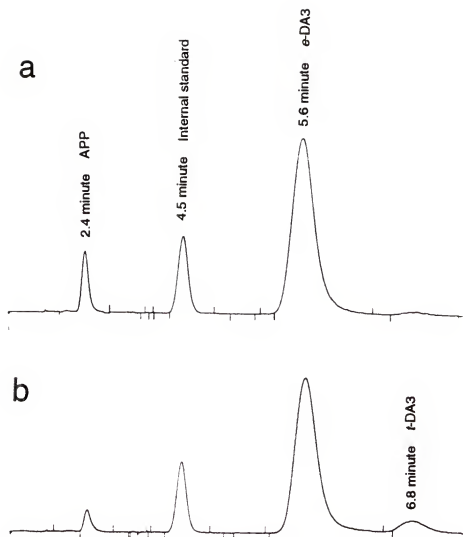 a
2.4 minute APP
4.5 minute Internal standard
5.6 minute e-DA3
b
6.8 minute t-DA3